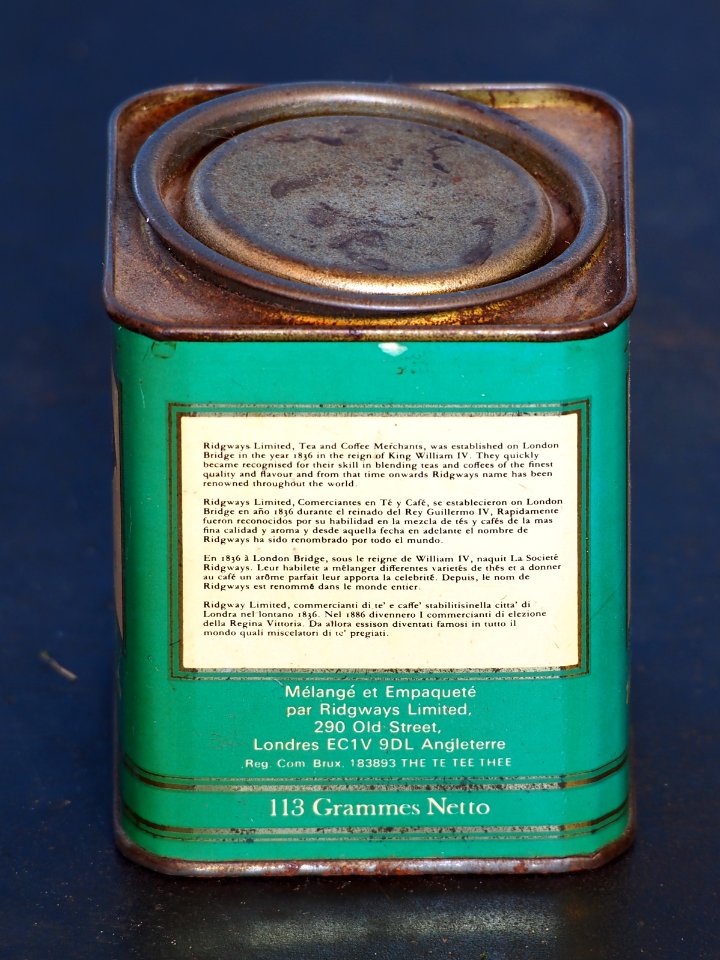 Ridgways Limited, Tea and Coffee Merchants, was established on London
Bridge in the year 1836 in the reign of King William IV. They quickly
became recognised for their skill in blending teas and coffees of the finest
quality and flavour and from that time onwards Ridgways name has been
renowned throughout the world.
Ridgways Limited, Comerciantes en Té y Café, se establecieron on London
Bridge en año 1836 durante el reinado del Rey Guillermo IV, Rapidamente
fueron reconocidos por su habilidad en la mezcla de tés y cafés de la mas
fina calidad y aroma y desde aquella fecha en adelante el nombre de
Ridgways ha sido renombrado por todo el mundo.
En 1836 à London Bridge, sous le reigne de William IV, naquit La Societé
Ridgways. Leur habilete a mélanger differentes varietés de thés et a donner
au café un arôme parfait leur apporta la celebrité. Depuis, le nom de
Ridgways est renommé dans le monde entier.
Ridgway Limited, commercianti di te' e caffe' stabilitisinella citta' di
Londra nel lontano 1836. Nel 1886 divennero I commercianti di elezione
della Regina Vittoria. Da allora essison diventati famosi in tutto il
mondo quali miscelatori di te' pregiati.
Mélangé et Empaqueté
par Ridgways Limited,
290 Old Street,
Londres EC1V 9DL Angleterre
Reg. Com. Brux. 183893 THE TE TEE THEE
113 Grammes Netto